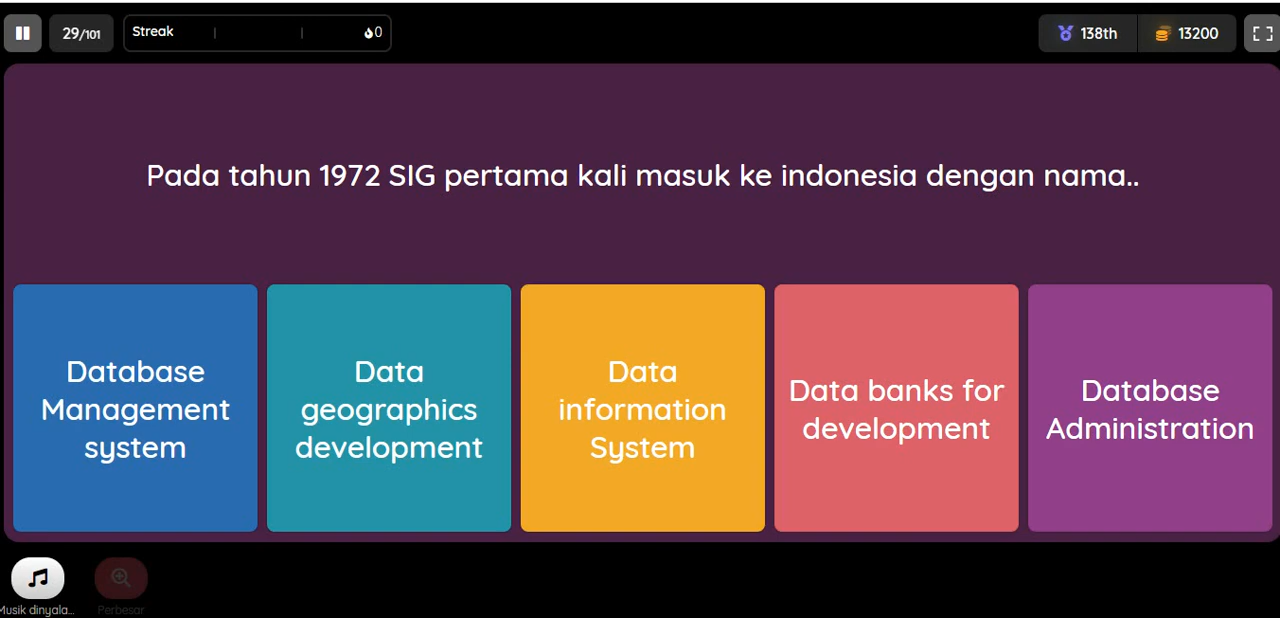 29/101
Streak
0
138th
13200
Pada tahun 1972 SIG pertama kali masuk ke indonesia dengan nama..
Database
Management
system
Data
geographics
development
Data
information
System
Data banks for
development
Database
Administration
Musik dinyala...
Perbesar